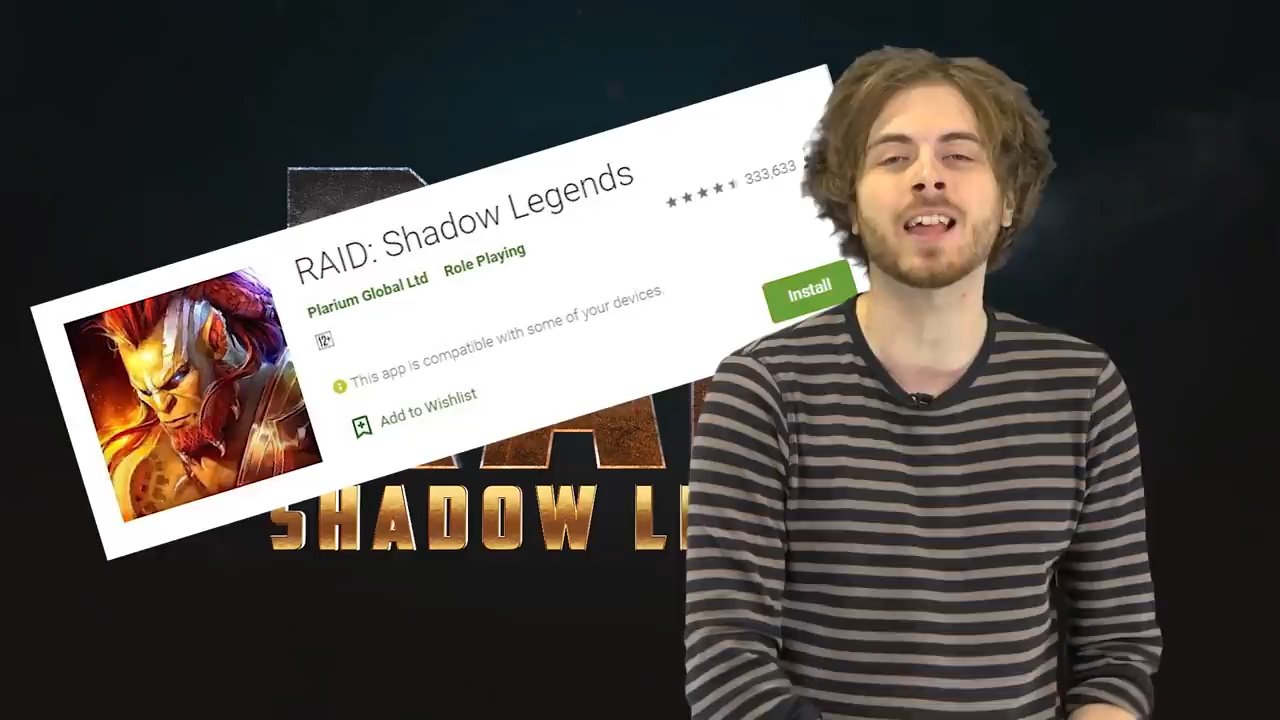 RAID: Shadow Legends
333,633
Plarium Global Ltd Role Playing
12+
Install
This app is compatible with some of your devices.
Add to Wishlist
SHADOW LE